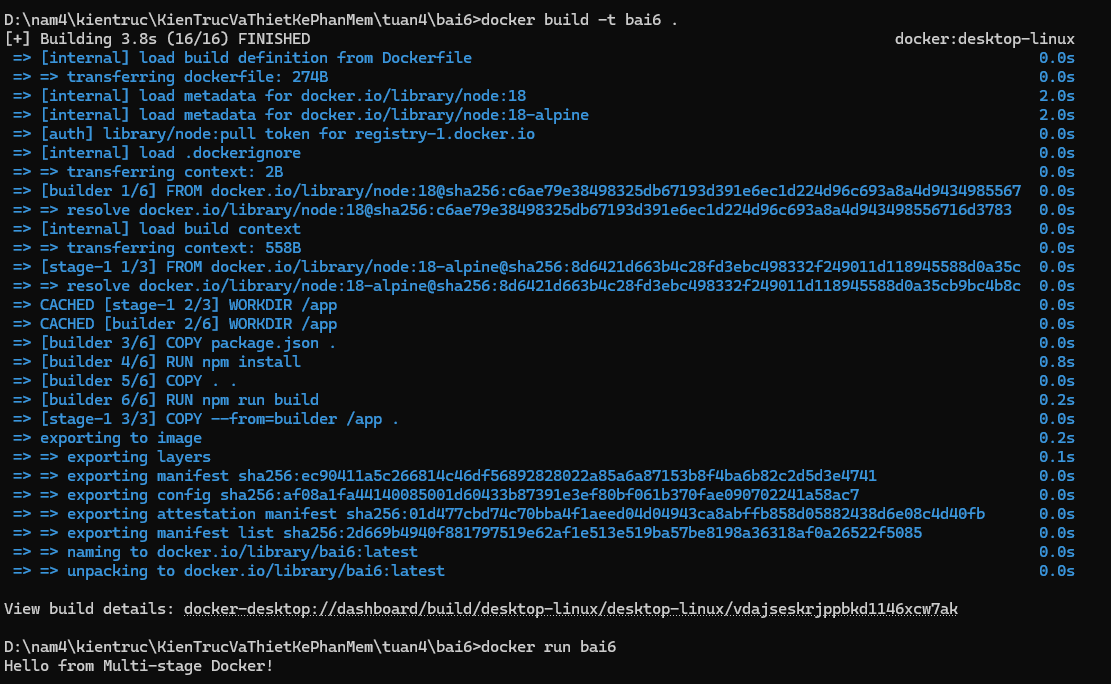 D:\nam4\kientruc\KienTrucVaThietKePhanMem\tuan4\bai6>docker build -t bai6 .
[+] Building 3.8s (16/16) FINISHED docker:desktop-linux
=> [internal] load build definition from Dockerfile 0.0s
=> => transferring dockerfile: 274B 0.0s
=> [internal] load metadata for docker.io/library/node:18 2.0s
=> [internal] load metadata for docker.io/library/node:18-alpine 2.0s
=> [auth] library/node:pull token for registry-1.docker.io 0.0s
=> [internal] load .dockerignore 0.0s
=> => transferring context: 2B 0.0s
=> [builder 1/6] FROM docker.io/library/node:18@sha256:c6ae79e38498325db67193d391e6ec1d224d96c693a8a4d9434985567 0.0s
=> => resolve docker.io/library/node:18@sha256:c6ae79e38498325db67193d391e6ec1d224d96c693a8a4d943498556716d3783 0.0s
=> [internal] load build context 0.0s
=> => transferring context: 558B 0.0s
=> [stage-1 1/3] FROM docker.io/library/node:18-alpine@sha256:8d6421d663b4c28fd3ebc498332f249011d118945588d0a35c 0.0s
=> => resolve docker.io/library/node:18-alpine@sha256:8d6421d663b4c28fd3ebc498332f249011d118945588d0a35cb9bc4b8c 0.0s
=> CACHED [stage-1 2/3] WORKDIR /app 0.0s
=> CACHED [builder 2/6] WORKDIR /app 0.0s
=> [builder 3/6] COPY package.json . 0.0s
=> [builder 4/6] RUN npm install 0.8s
=> [builder 5/6] COPY . . 0.0s
=> [builder 6/6] RUN npm run build 0.2s
=> [stage-1 3/3] COPY --from=builder /app . 0.0s
=> exporting to image 0.2s
=> => exporting layers 0.1s
=> => exporting manifest sha256:ec90411a5c266814c46df56892828022a85a6a87153b8f4ba6b82c2d5d3e4741 0.0s
=> => exporting config sha256:af08a1fa44140085001d60433b87391e3ef80bf061b370fae090702241a58ac7 0.0s
=> => exporting attestation manifest sha256:01d477cbd74c70bba4f1aeed04d04943ca8abffb858d05882438d6e08c4d40fb 0.0s
=> => exporting manifest list sha256:2d669b4940f881797519e62af1e513e519ba57be8198a36318af0a26522f5085 0.0s
=> => naming to docker.io/library/bai6:latest 0.0s
=> => unpacking to docker.io/library/bai6:latest 0.0s
View build details: docker-desktop://dashboard/build/desktop-linux/desktop-linux/vdajseskrjppbkd1146xcw7ak
D:\nam4\kientruc\KienTrucVaThietKePhanMem\tuan4\bai6>docker run bai6
Hello from Multi-stage Docker!